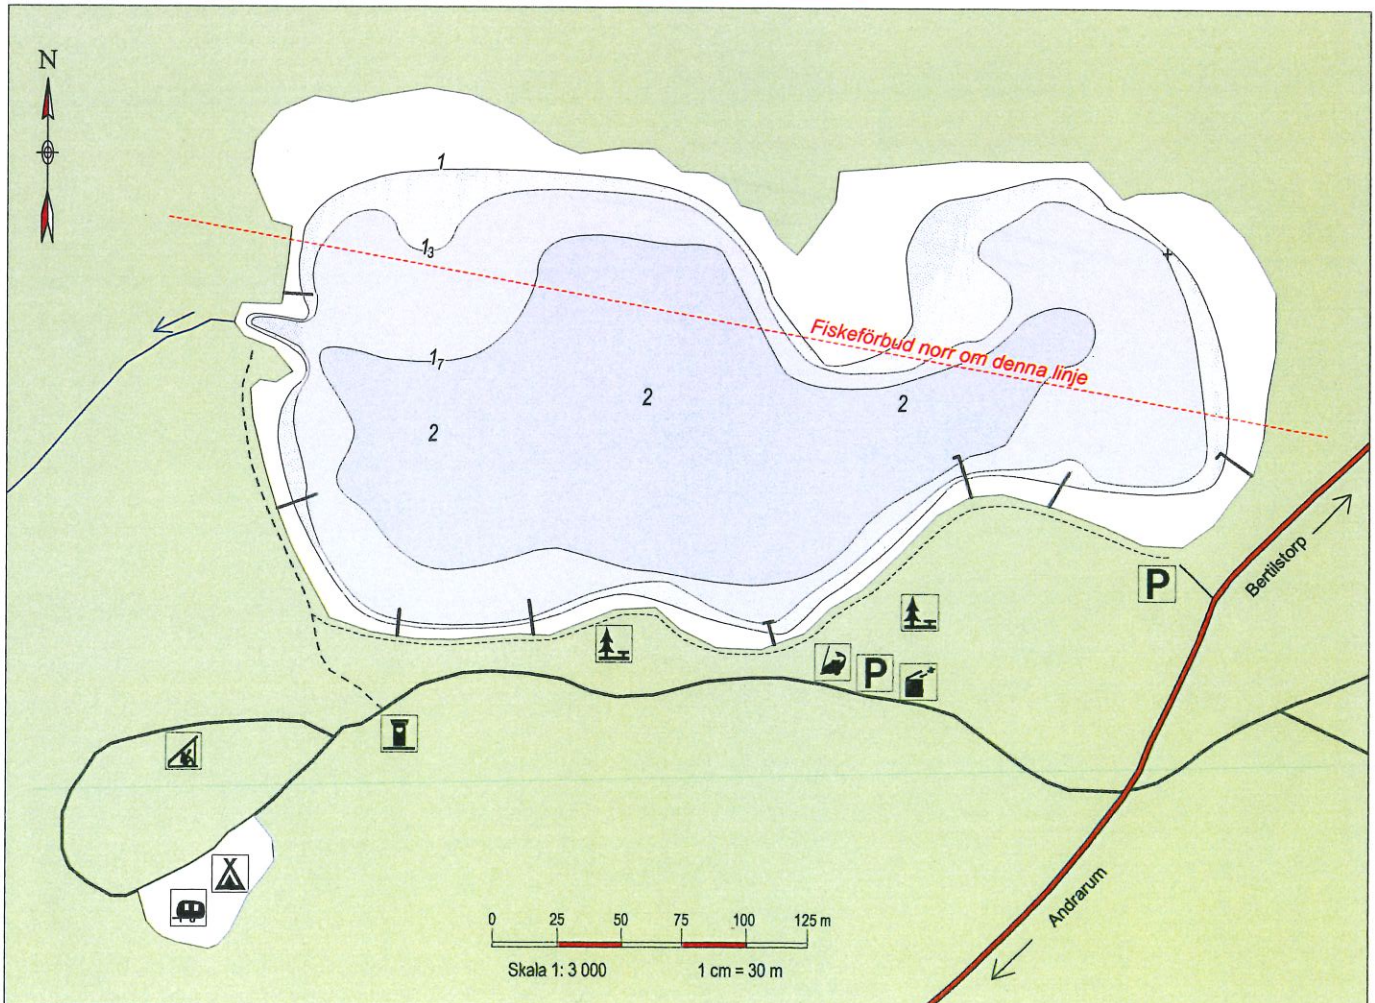 N
1
1₃
1₇
2
2
2
Fiskeförbud norr om denna linje
P
P
Bertilstorp
Andrarum
0 25 50 75 100 125 m
Skala 1: 3 000 1 cm = 30 m